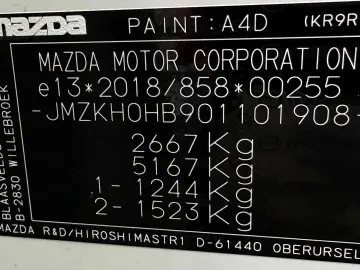 mazda PAINT:A4D (KR9R
MAZDA MOTOR CORPORATION
e13*2018/858*00255
-JMZKH0HB901101908-
2667Kg
5167Kg
1-1244Kg
2-1523Kg
MAZDA R&D/HIROSHIMASTR1 D-61440 OBERURSEL
B-2830 WILLEBROEK